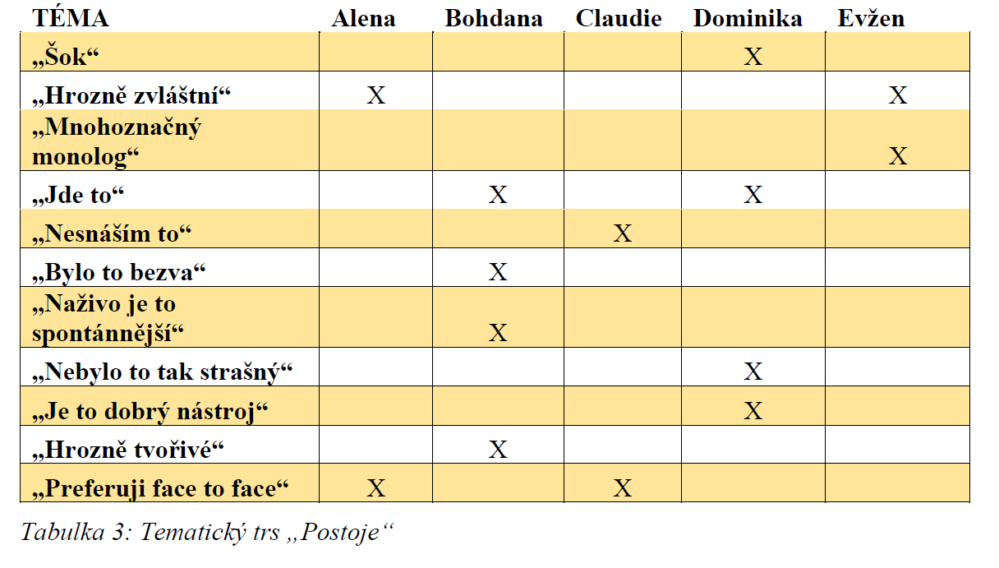 TÉMA Alena Bohdana Claudie Dominika Evžen
„Šok“ X
„Hrozně zvláštní“ X X
„Mnohoznačný
monolog“ X
„Jde to“ X X
„Nesnáším to“ X
„Bylo to bezva“ X
„Naživo je to
spontánnější“ X
„Nebylo to tak strašný“ X
„Je to dobrý nástroj“ X
„Hrozně tvořivé“ X
„Preferuji face to face“ X X
Tabulka 3: Tematický trs „Postoje“